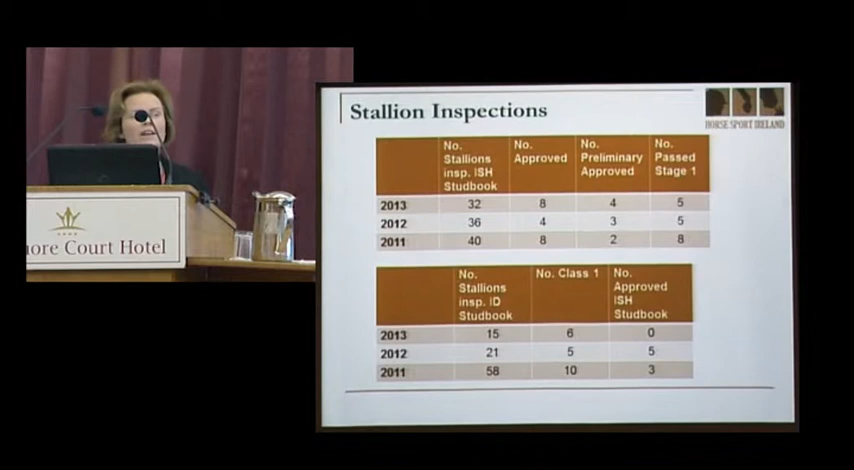 Stallion Inspections
HORSE SPORT IRELAND
No. Stallions insp. ISH Studbook No. Approved No. Preliminary Approved No. Passed Stage 1
2013 32 8 4 5
2012 36 4 3 5
2011 40 8 2 8
No. Stallions insp. ID Studbook No. Class 1 No. Approved ISH Studbook
2013 15 6 0
2012 21 5 5
2011 58 10 3
Court Hotel